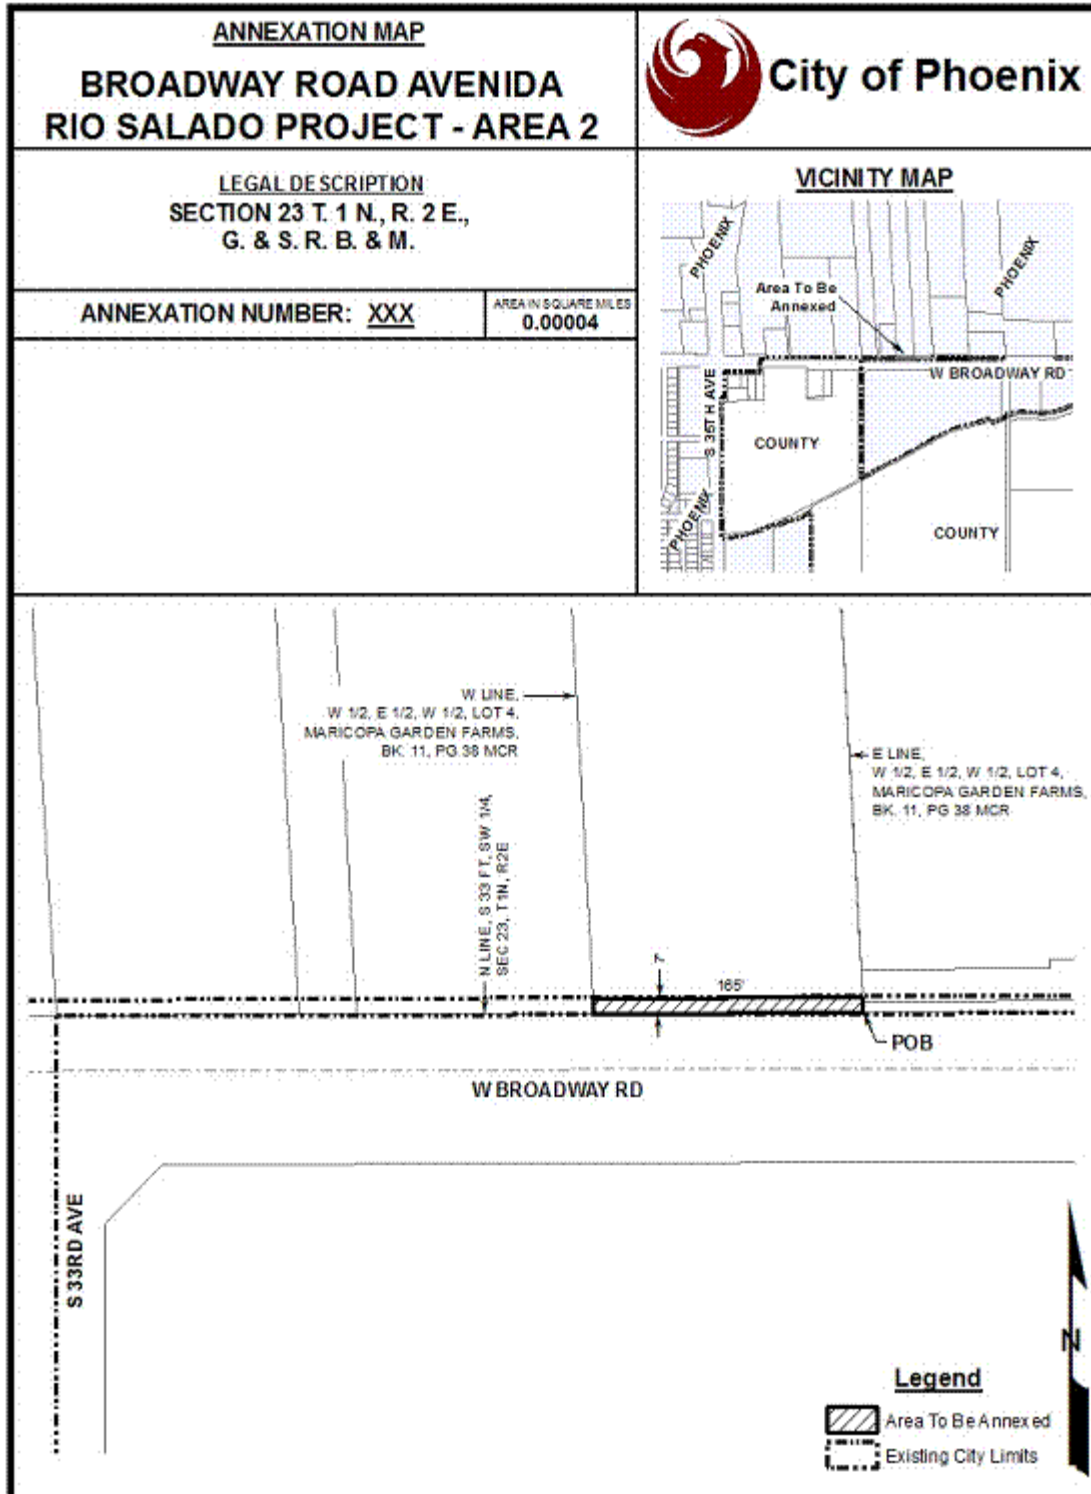 ANNEXATION MAP
BROADWAY ROAD AVENIDA
RIO SALADO PROJECT - AREA 2
City of Phoenix
LEGAL DESCRIPTION
SECTION 23 T. 1 N., R. 2 E.,
G. & S. R. B. & M.
ANNEXATION NUMBER: XXX
AREA IN SQUARE MILES
0.00004
VICINITY MAP
PHOENIX
PHOENIX
Area To Be
Annexed
W BROADWAY RD
S 35TH AVE
COUNTY
PHOENIX
COUNTY
W LINE,
W 1/2, E 1/2, W 1/2, LOT 4,
MARICOPA GARDEN FARMS,
BK. 11, PG 38 MCR
E LINE,
W 1/2, E 1/2, W 1/2, LOT 4,
MARICOPA GARDEN FARMS,
BK. 11, PG 38 MCR
N LINE, S 33 FT, SW 1/4,
SEC 23, T1N, R2E
7'
165'
POB
W BROADWAY RD
S 33RD AVE
N
Legend
Area To Be Annexed
Existing City Limits